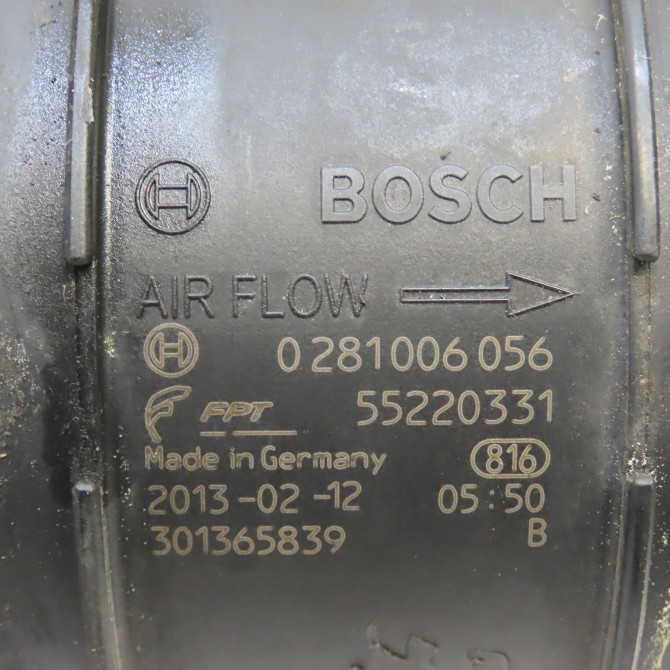 BOSCH
AIR FLOW
0 281 006 056
FPT 55220331
Made in Germany 816
2013-02-12 05:50
301365839 B